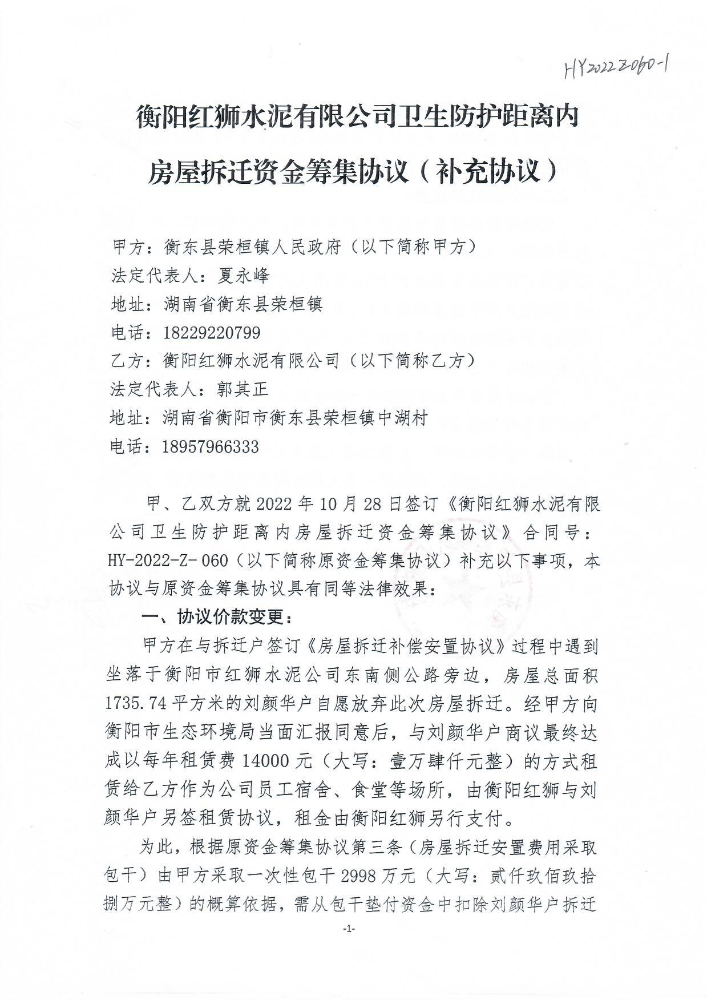 HY2022Z060-1
衡阳红狮水泥有限公司卫生防护距离内
房屋拆迁资金筹集协议（补充协议）
甲方：衡东县荣桓镇人民政府（以下简称甲方）
法定代表人：夏永峰
地址：湖南省衡东县荣桓镇
电话：18229220799
乙方：衡阳红狮水泥有限公司（以下简称乙方）
法定代表人：郭其正
地址：湖南省衡阳市衡东县荣桓镇中湖村
电话：18957966333
甲、乙双方就 2022 年 10 月 28 日签订《衡阳红狮水泥有限
公司卫生防护距离内房屋拆迁资金筹集协议》合同号：
HY-2022-Z-060（以下简称原资金筹集协议）补充以下事项，本
协议与原资金筹集协议具有同等法律效果：
一、协议价款变更：
甲方在与拆迁户签订《房屋拆迁补偿安置协议》过程中遇到
坐落于衡阳市红狮水泥公司东南侧公路旁边，房屋总面积
1735.74 平方米的刘颜华户自愿放弃此次房屋拆迁。经甲方向
衡阳市生态环境局当面汇报同意后，与刘颜华户商议最终达
成以每年租赁费 14000 元（大写：壹万肆仟元整）的方式租
赁给乙方作为公司员工宿舍、食堂等场所，由衡阳红狮与刘
颜华户另签租赁协议，租金由衡阳红狮另行支付。
为此，根据原资金筹集协议第三条（房屋拆迁安置费用采取
包干）由甲方采取一次性包干 2998 万元（大写：贰仟玖佰玖拾
捌万元整）的概算依据，需从包干垫付资金中扣除刘颜华户拆迁
-1-